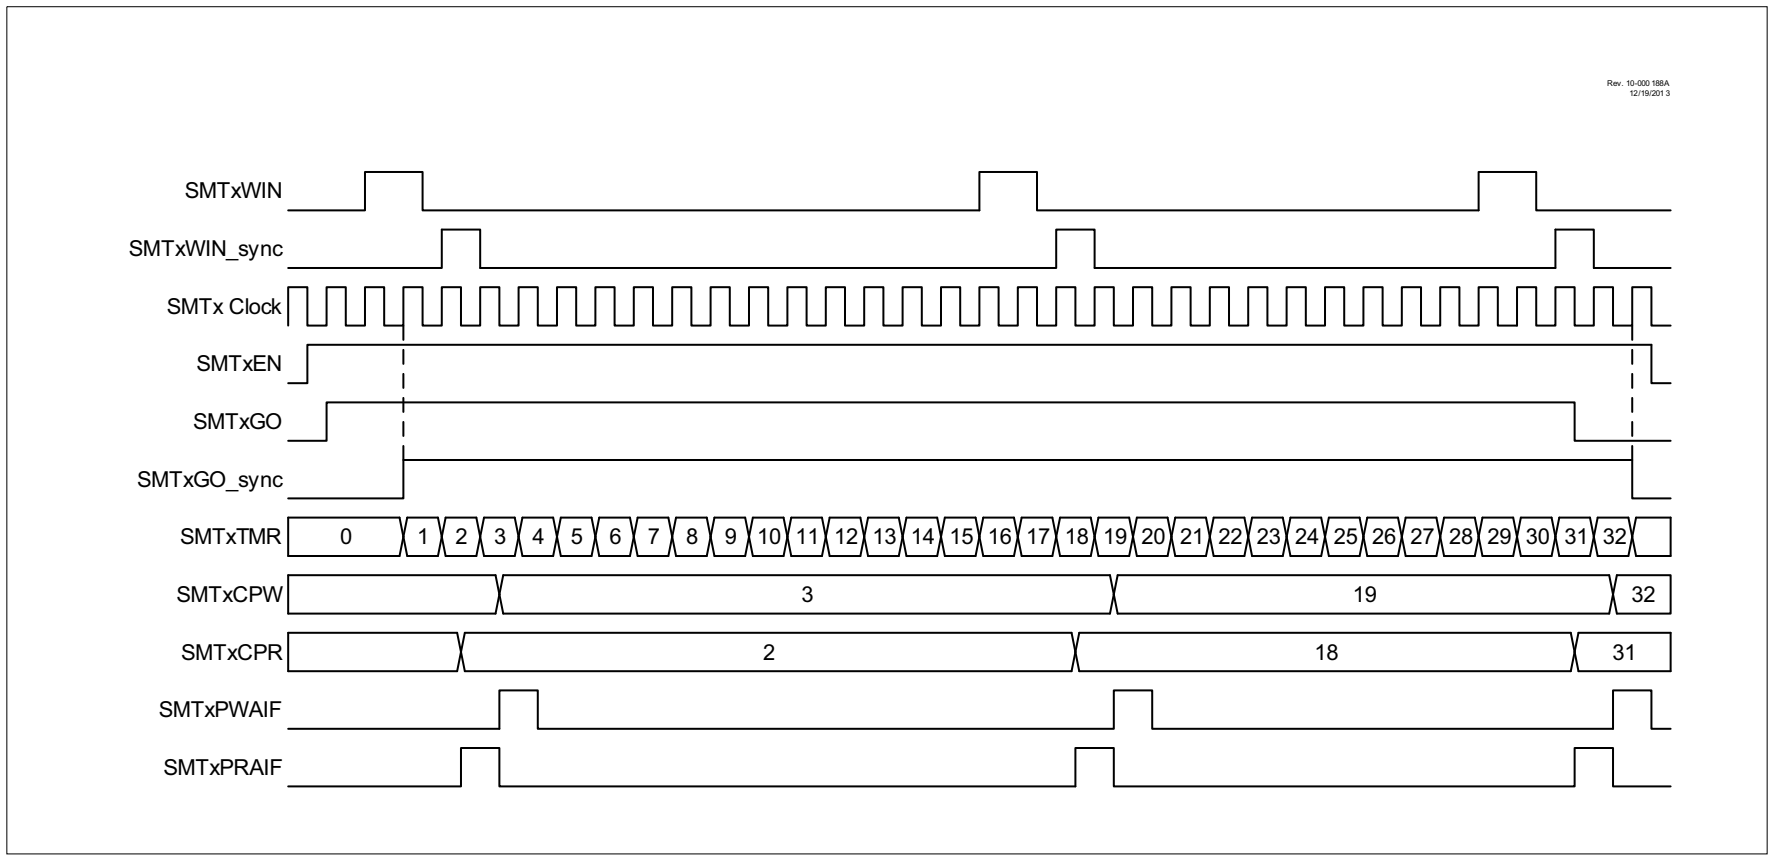 Rev. 10-000 188A
12/19/201 3
SMTxWIN
SMTxWIN_sync
SMTx Clock
SMTxEN
SMTxGO
SMTxGO_sync
SMTxTMR 0 1 2 3 4 5 6 7 8 9 10 11 12 13 14 15 16 17 18 19 20 21 22 23 24 25 26 27 28 29 30 31 32
SMTxCPW 3 19 32
SMTxCPR 2 18 31
SMTxPWAIF
SMTxPRAIF